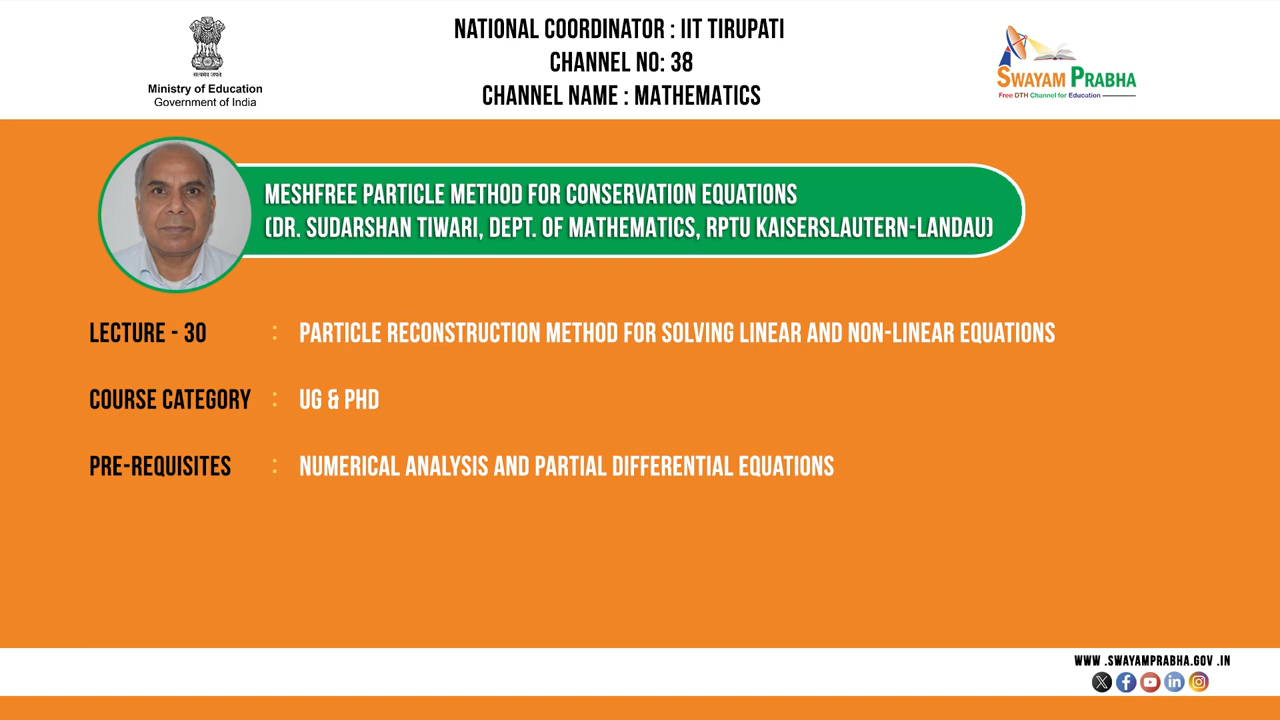 सत्यमेव जयते
Ministry of Education
Government of India
NATIONAL COORDINATOR : IIT TIRUPATI
CHANNEL NO: 38
CHANNEL NAME : MATHEMATICS
SWAYAM PRABHA
Free DTH Channel for Education
MESHFREE PARTICLE METHOD FOR CONSERVATION EQUATIONS
(DR. SUDARSHAN TIWARI, DEPT. OF MATHEMATICS, RPTU KAISERSLAUTERN-LANDAU)
LECTURE - 30 : PARTICLE RECONSTRUCTION METHOD FOR SOLVING LINEAR AND NON-LINEAR EQUATIONS
COURSE CATEGORY : UG & PHD
PRE-REQUISITES : NUMERICAL ANALYSIS AND PARTIAL DIFFERENTIAL EQUATIONS
WWW .SWAYAMPRABHA.GOV .IN